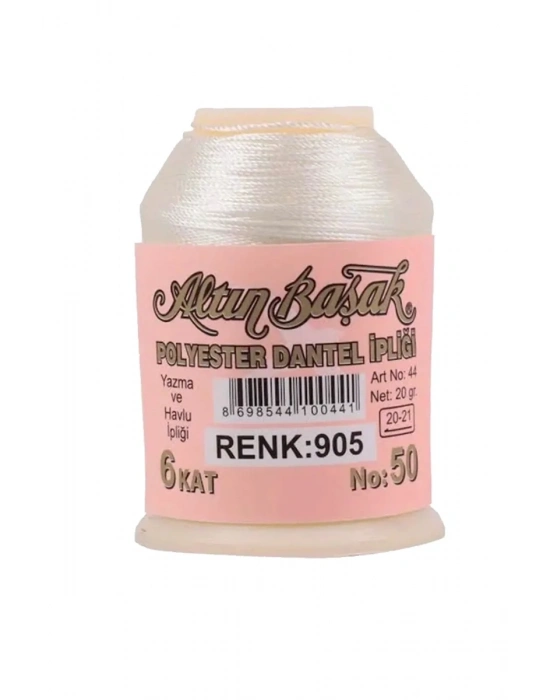 Altın Başak®
POLYESTER DANTEL İPLİĞİ
Yazma
ve
Havlu
İpliği
8 698544 100441
Art No: 44
Net: 20 gr.
20-21
RENK:905
6 KAT
No: 50